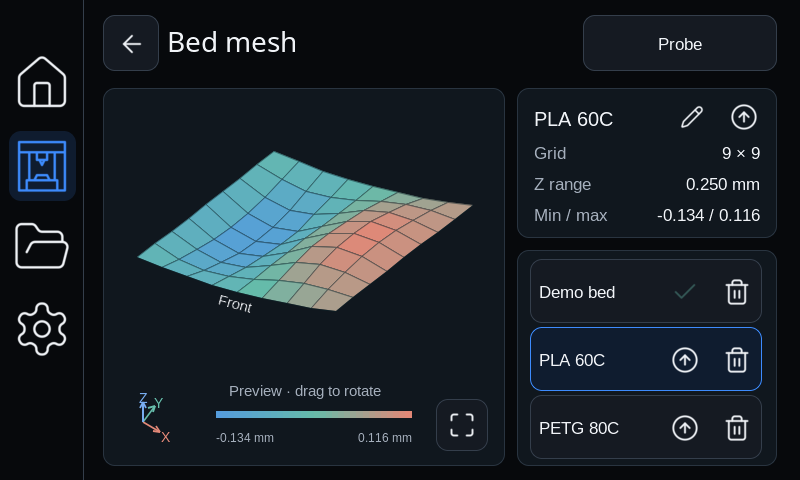 Bed mesh
Probe
Front
Z
Y
X
Preview · drag to rotate
-0.134 mm
0.116 mm
PLA 60C
Grid 9 × 9
Z range 0.250 mm
Min / max -0.134 / 0.116
Demo bed
PLA 60C
PETG 80C